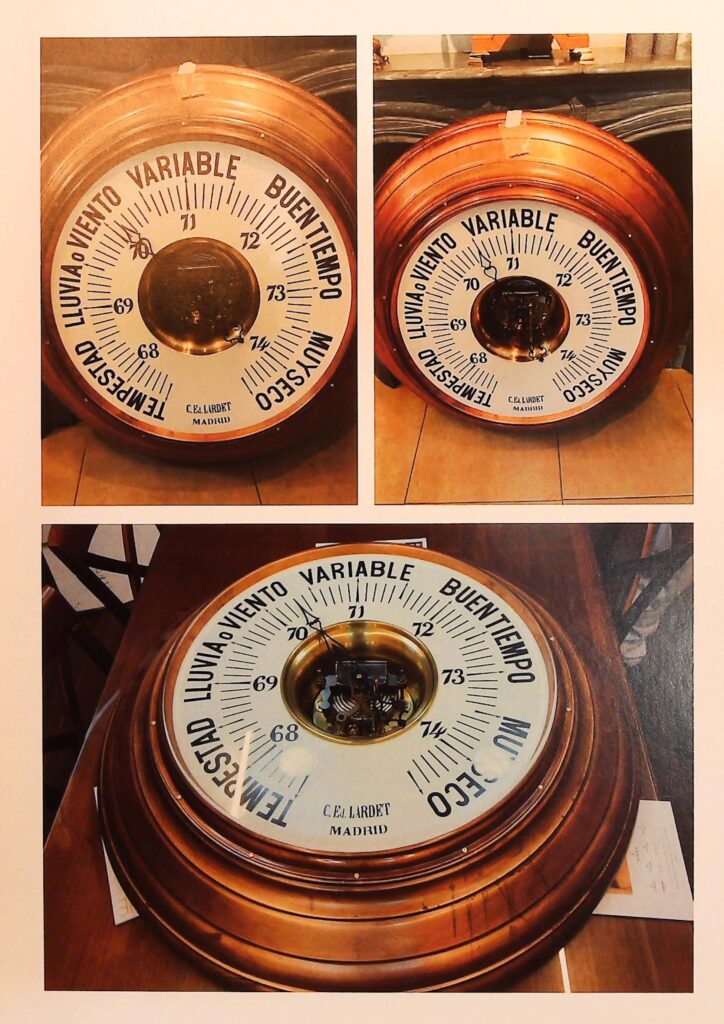 TEMPESTAD LLUVIA o VIENTO VARIABLE BUEN TIEMPO MUY SECO
68 69 70 71 72 73 74
C. Ed. LARDET
MADRID
TEMPESTAD LLUVIA o VIENTO VARIABLE BUEN TIEMPO MUY SECO
68 69 70 71 72 73 74
C. Ed. LARDET
MADRID
TEMPESTAD LLUVIA o VIENTO VARIABLE BUEN TIEMPO MUY SECO
68 69 70 71 72 73 74
C. Ed. LARDET
MADRID